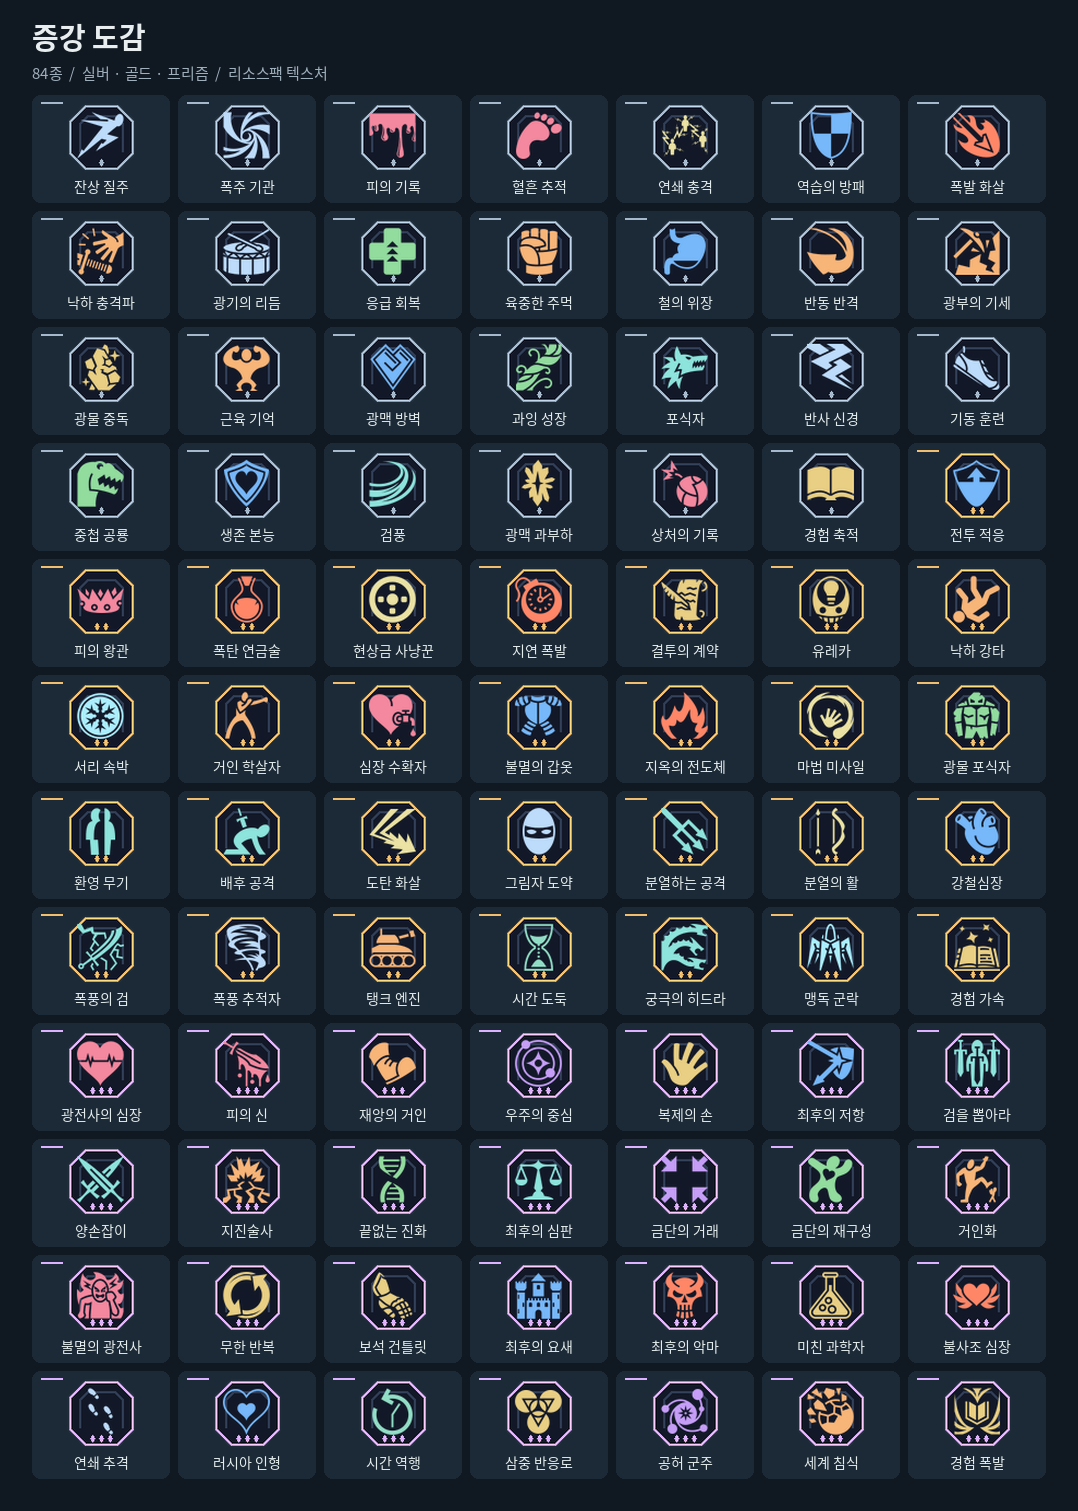 증강 도감
84종 / 실버 · 골드 · 프리즘 / 리소스팩 텍스처
잔상 질주 폭주 기관 피의 기록 혈흔 추적 연쇄 충격 역습의 방패 폭발 화살
낙하 충격파 광기의 리듬 응급 회복 육중한 주먹 철의 위장 반동 반격 광부의 기세
광물 중독 근육 기억 광맥 방벽 과잉 성장 포식자 반사 신경 기동 훈련
중첩 공룡 생존 본능 검풍 광맥 과부하 상처의 기록 경험 축적 전투 적응
피의 왕관 폭탄 연금술 현상금 사냥꾼 지연 폭발 결투의 계약 유레카 낙하 강타
서리 속박 거인 학살자 심장 수확자 불멸의 갑옷 지옥의 전도체 마법 미사일 광물 포식자
환영 무기 배후 공격 도탄 화살 그림자 도약 분열하는 공격 분열의 활 강철심장
폭풍의 검 폭풍 추적자 탱크 엔진 시간 도둑 궁극의 히드라 맹독 군락 경험 가속
광전사의 심장 피의 신 재앙의 거인 우주의 중심 복제의 손 최후의 저항 검을 뽑아라
양손잡이 지진술사 끝없는 진화 최후의 심판 금단의 거래 금단의 재구성 거인화
불멸의 광전사 무한 반복 보석 건틀릿 최후의 요새 최후의 악마 미친 과학자 불사조 심장
연쇄 추격 러시아 인형 시간 역행 삼중 반응로 공허 군주 세계 침식 경험 폭발